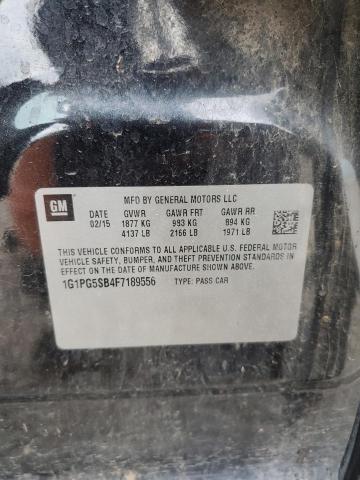 GM
MFD BY GENERAL MOTORS LLC
DATE GVWR GAWR FRT GAWR RR
02/15 1877 KG 983 KG 894 KG
4137 LB 2166 LB 1971 LB
THIS VEHICLE CONFORMS TO ALL APPLICABLE U.S. FEDERAL MOTOR
VEHICLE SAFETY, BUMPER, AND THEFT PREVENTION STANDARDS
IN EFFECT ON THE DATE OF MANUFACTURE SHOWN ABOVE.
1G1PG5SB4F7189556 TYPE: PASS CAR